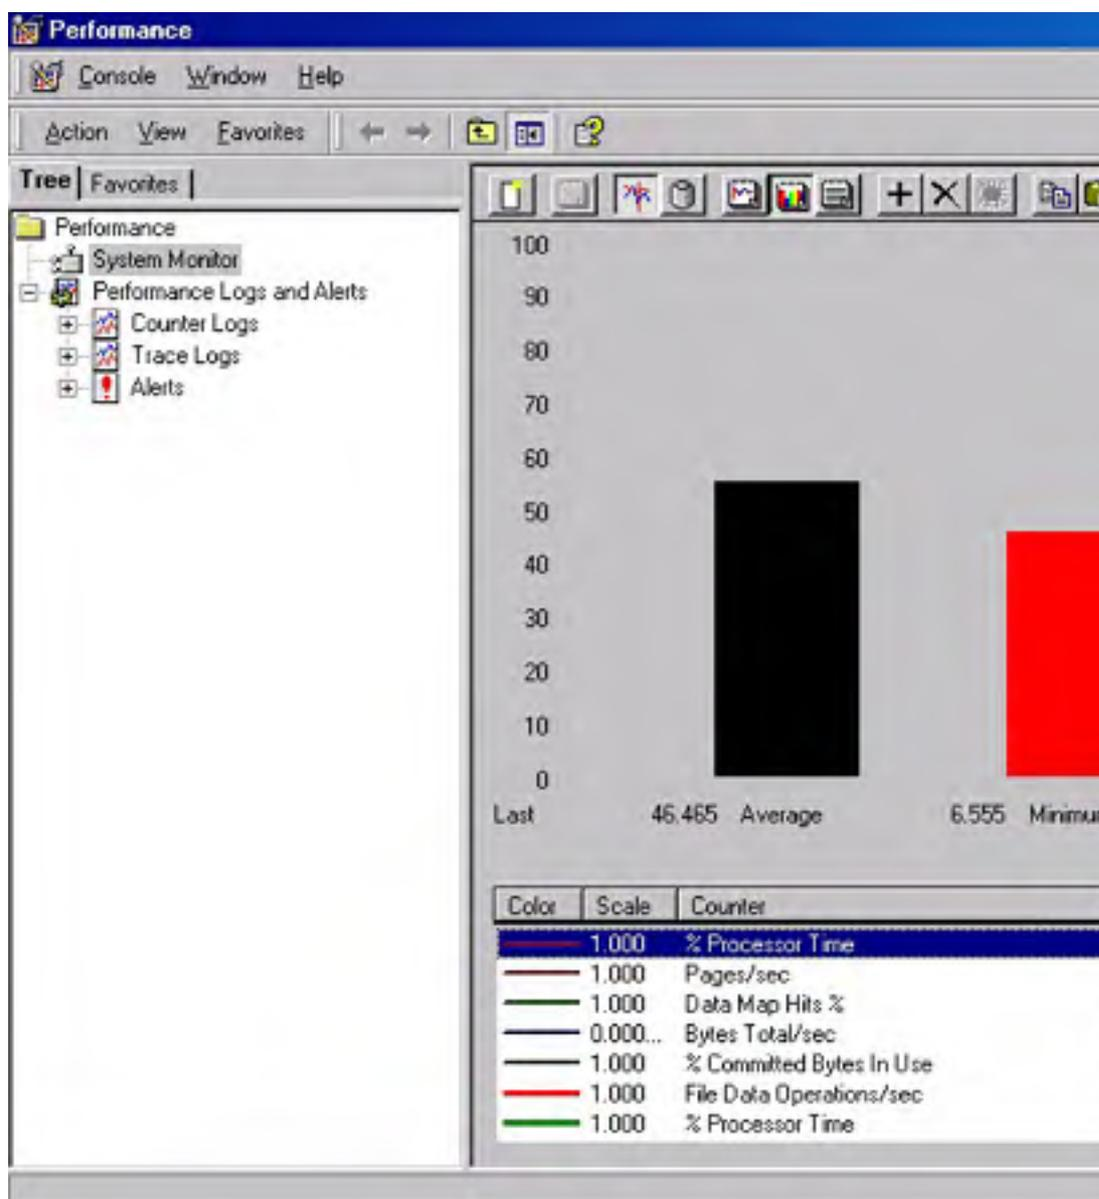 Performance
Console Window Help
Action View Favorites
Tree Favorites
Performance
System Monitor
Performance Logs and Alerts
Counter Logs
Trace Logs
Alerts
100
90
80
70
60
50
40
30
20
10
0
Last 46.465 Average 6.555 Minimu
Color Scale Counter
1.000 % Processor Time
1.000 Pages/sec
1.000 Data Map Hits %
0.000... Bytes Total/sec
1.000 % Committed Bytes In Use
1.000 File Data Operations/sec
1.000 % Processor Time